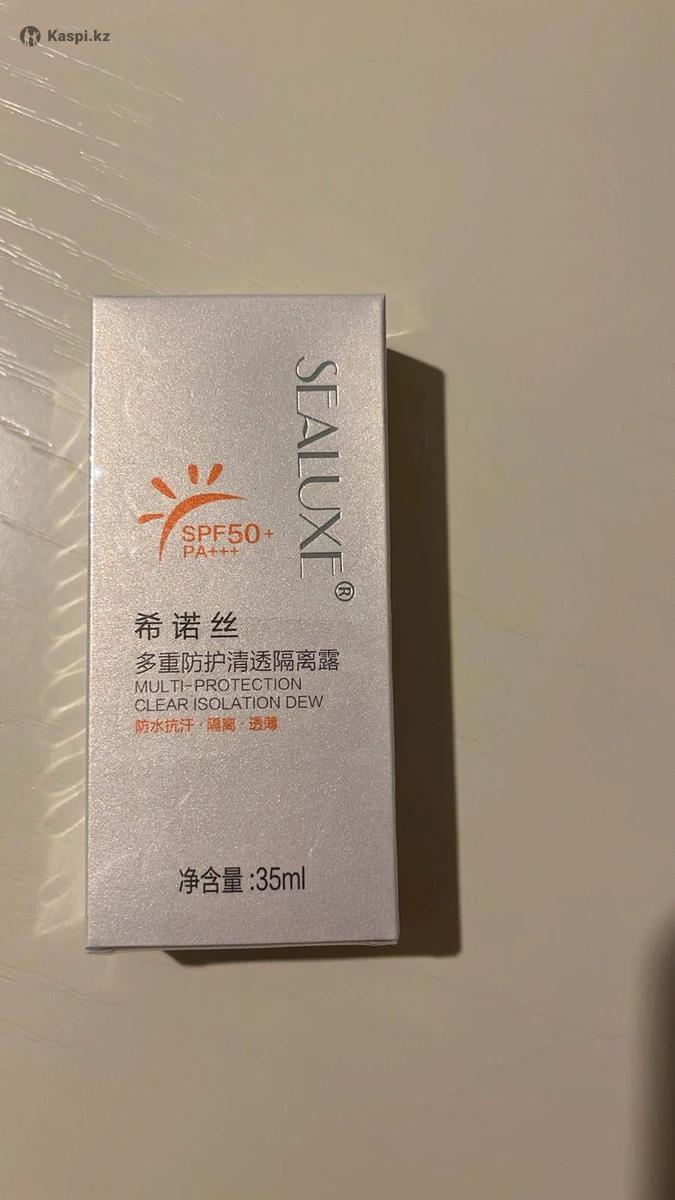 Kaspi.kz
SEALUXE®
SPF50+
PA+++
希诺丝
多重防护清透隔离露
MULTI-PROTECTION
CLEAR ISOLATION DEW
防水抗汗·隔离·透薄
净含量:35ml